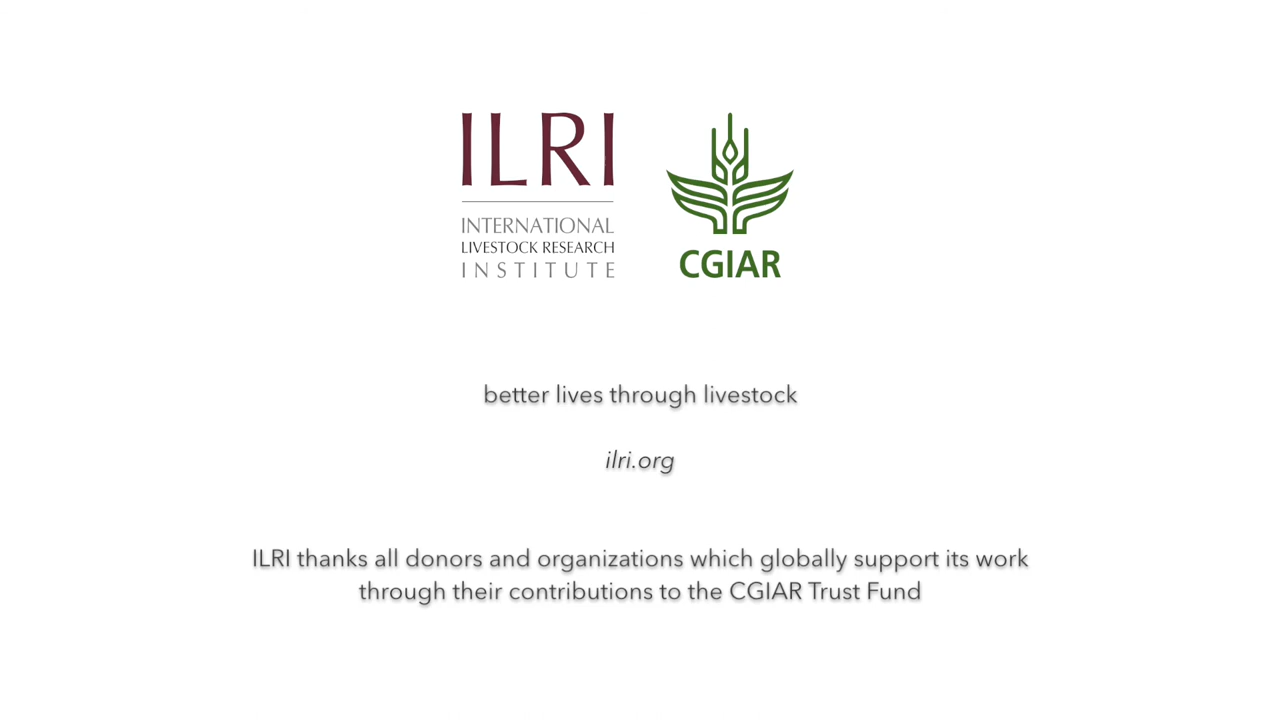 ILRI
INTERNATIONAL
LIVESTOCK RESEARCH
INSTITUTE
CGIAR
better lives through livestock
ilri.org
ILRI thanks all donors and organizations which globally support its work
through their contributions to the CGIAR Trust Fund